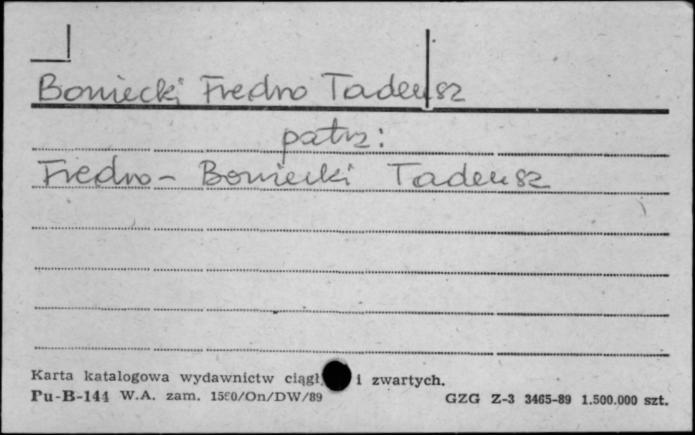 Boniecki Fredro Tadeusz
patrz:
Fredro - Boniecki Tadeusz
Karta katalogowa wydawnictw ciągł i zwartych.
Pu-B-144 W.A. zam. 1580/On/DW/89 GZG Z-3 3465-89 1.500.000 szt.